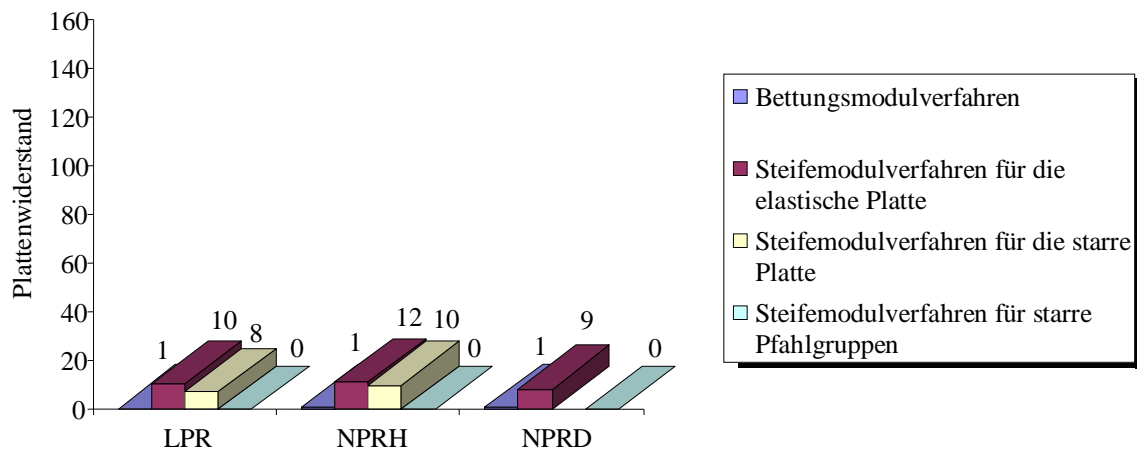 160
140
120
100
80
60
40
20
0
Plattenwiderstand
1 10 8 0
1 12 10 0
1 9 0
LPR NPRH NPRD
Bettungsmodulverfahren
Steifemodulverfahren für die
elastische Platte
Steifemodulverfahren für die starre
Platte
Steifemodulverfahren für starre
Pfahlgruppen